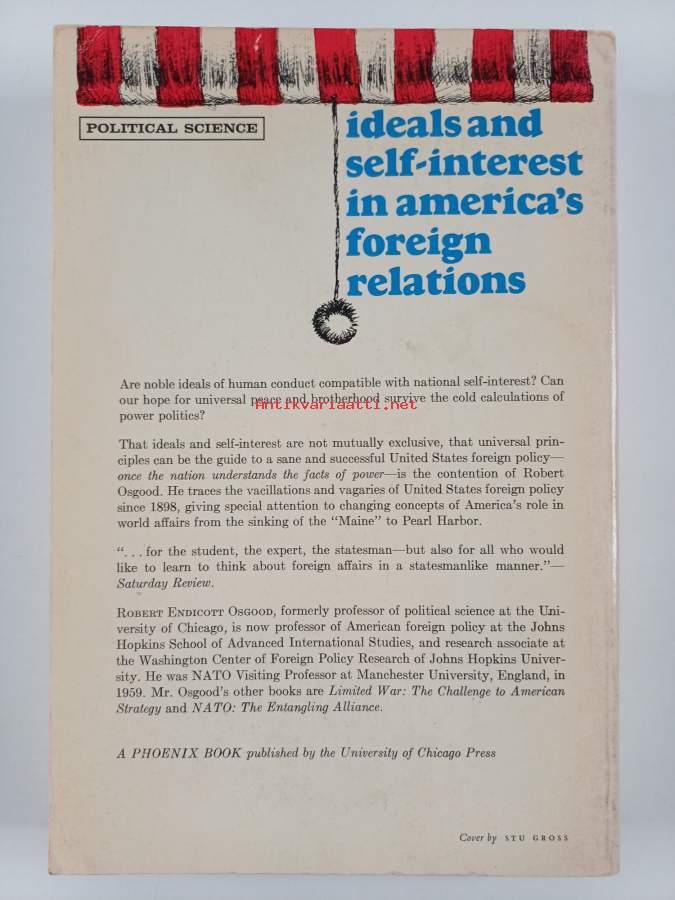 POLITICAL SCIENCE
ideals and
self-interest
in america's
foreign
relations
Are noble ideals of human conduct compatible with national self-interest? Can
our hope for universal peace and brotherhood survive the cold calculations of
antikvariaatti.net
power politics?
That ideals and self-interest are not mutually exclusive, that universal prin-
ciples can be the guide to a sane and successful United States foreign policy—
once the nation understands the facts of power—is the contention of Robert
Osgood. He traces the vacillations and vagaries of United States foreign policy
since 1898, giving special attention to changing concepts of America's role in
world affairs from the sinking of the "Maine" to Pearl Harbor.
". . . for the student, the expert, the statesman—but also for all who would
like to learn to think about foreign affairs in a statesmanlike manner."—
Saturday Review.
ROBERT ENDICOTT OSGOOD, formerly professor of political science at the Uni-
versity of Chicago, is now professor of American foreign policy at the Johns
Hopkins School of Advanced International Studies, and research associate at
the Washington Center of Foreign Policy Research of Johns Hopkins Univer-
sity. He was NATO Visiting Professor at Manchester University, England, in
1959. Mr. Osgood's other books are Limited War: The Challenge to American
Strategy and NATO: The Entangling Alliance.
A PHOENIX BOOK published by the University of Chicago Press
Cover by STU GROSS